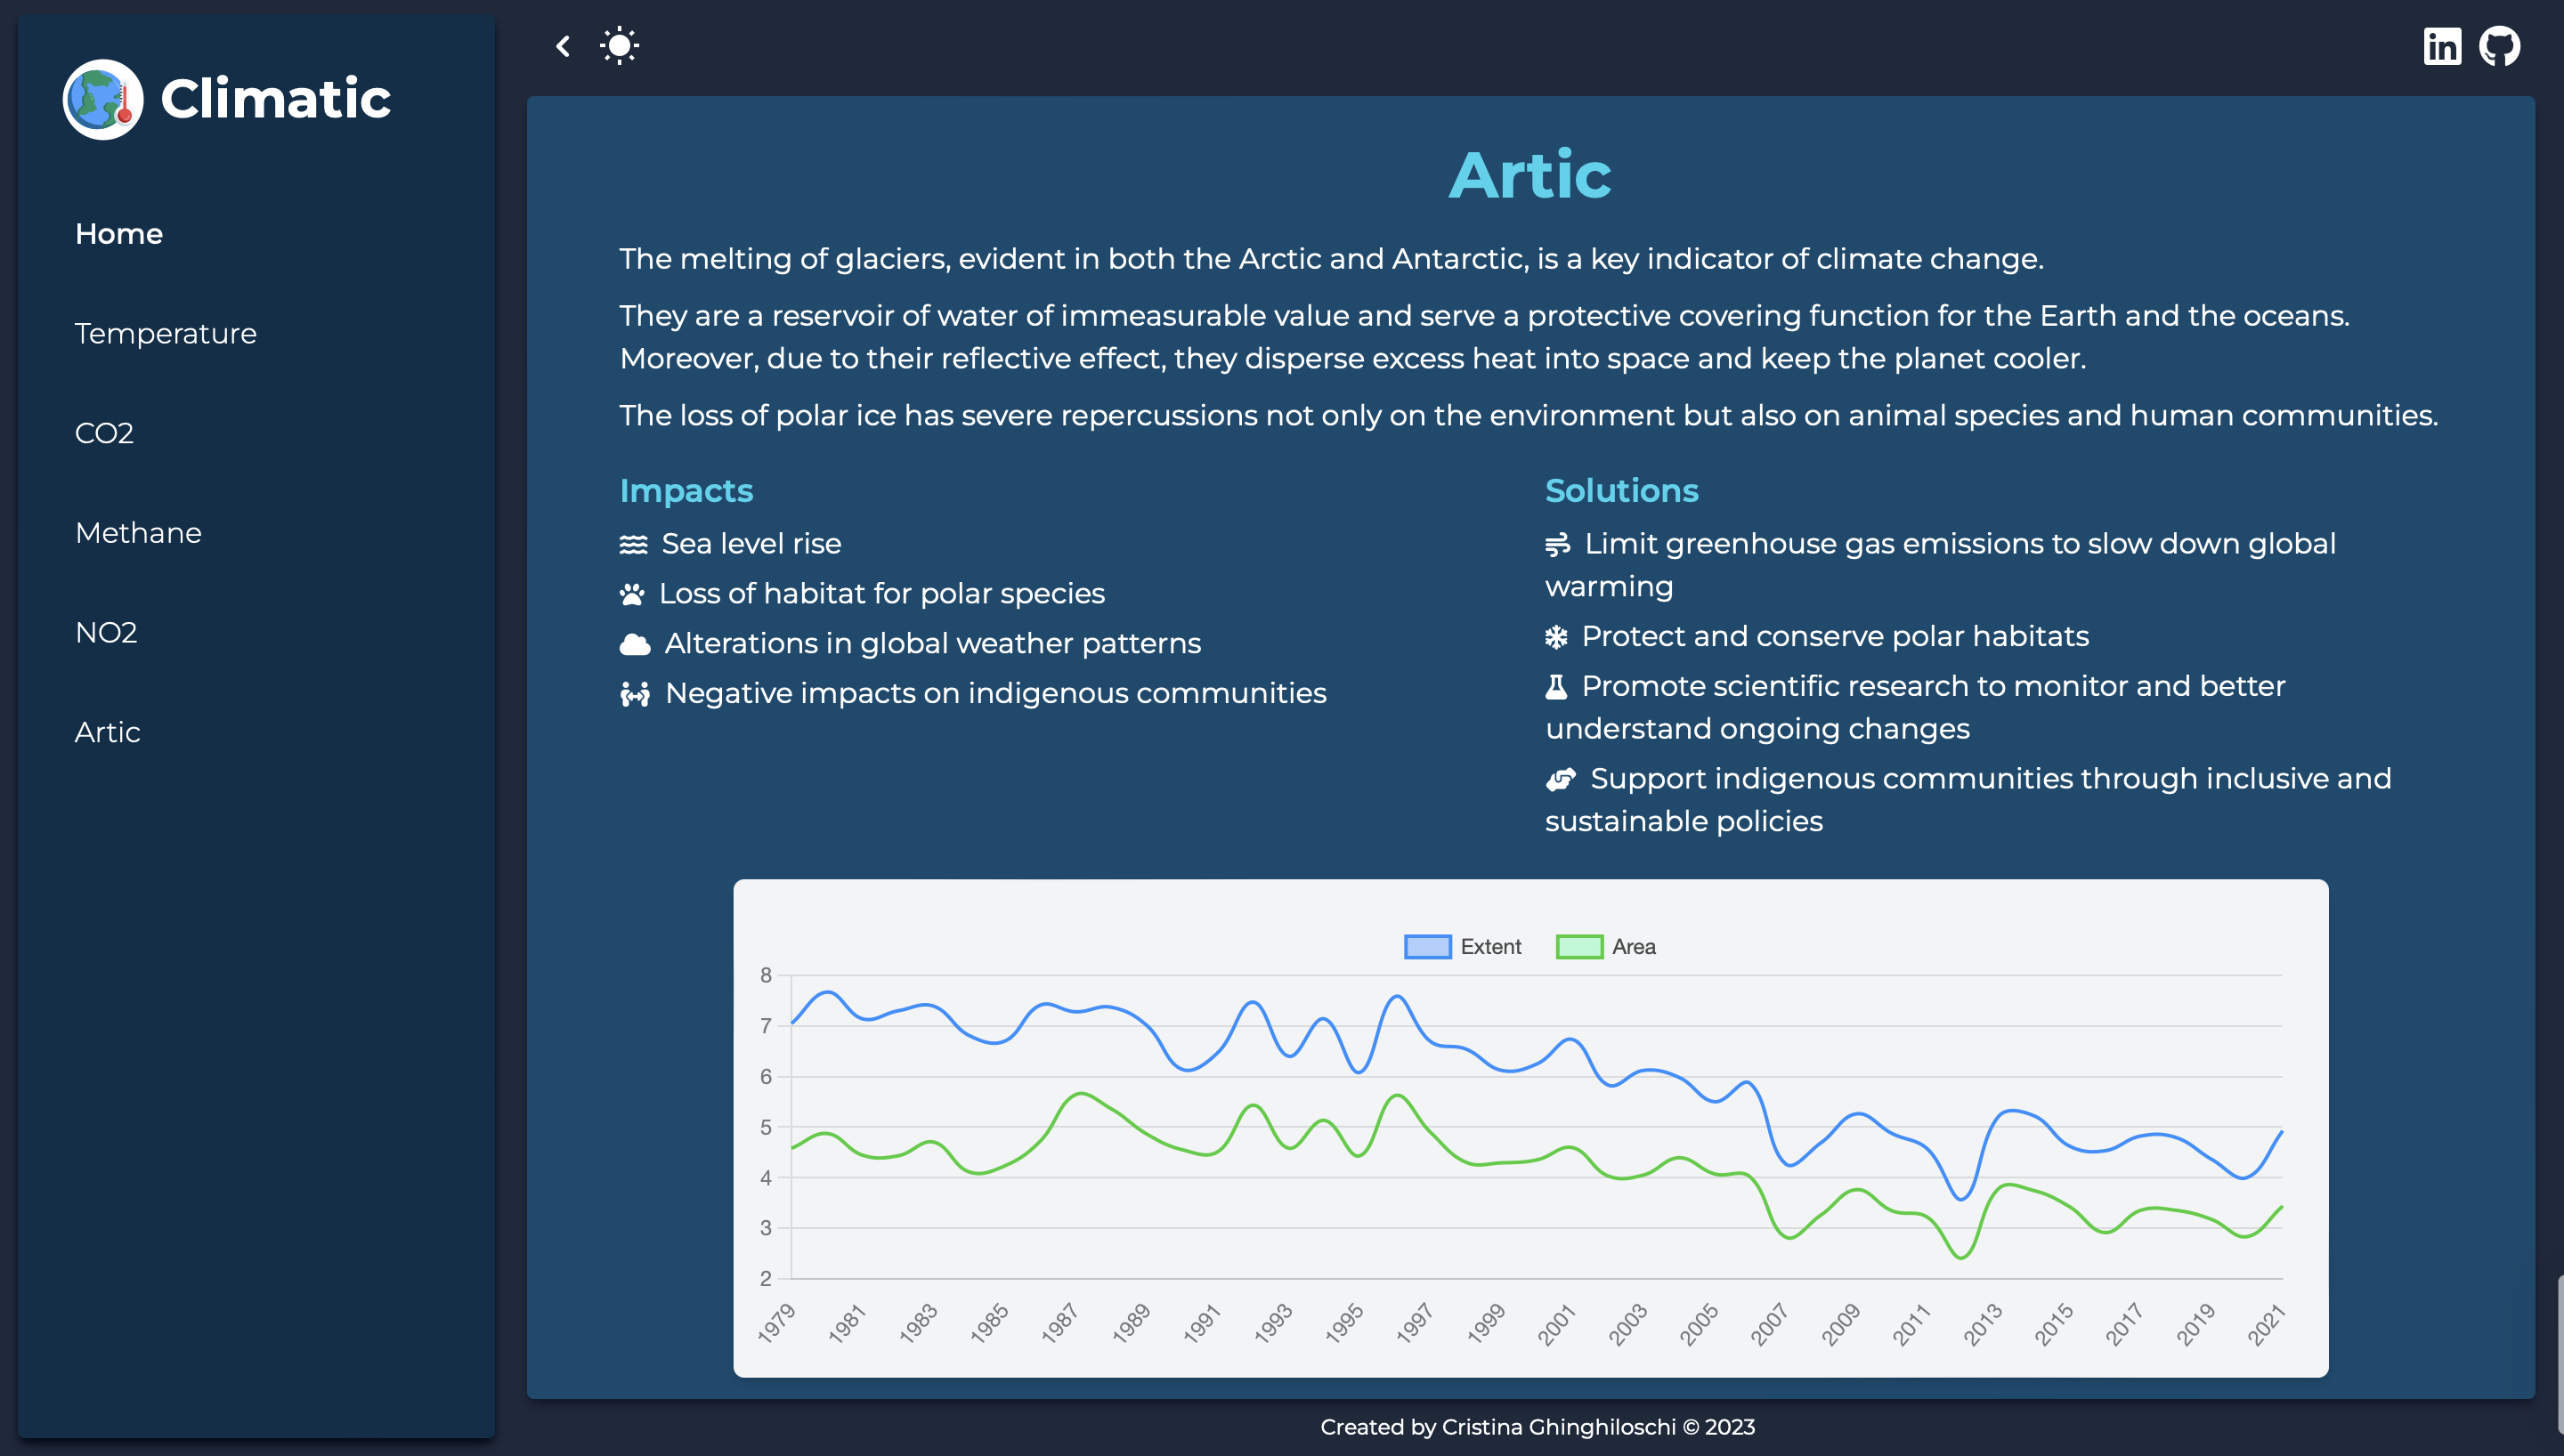 Climatic
Home
Temperature
CO2
Methane
NO2
Artic
Artic
The melting of glaciers, evident in both the Arctic and Antarctic, is a key indicator of climate change.
They are a reservoir of water of immeasurable value and serve a protective covering function for the Earth and the oceans.
Moreover, due to their reflective effect, they disperse excess heat into space and keep the planet cooler.
The loss of polar ice has severe repercussions not only on the environment but also on animal species and human communities.
Impacts
Sea level rise
Loss of habitat for polar species
Alterations in global weather patterns
Negative impacts on indigenous communities
Solutions
Limit greenhouse gas emissions to slow down global
warming
Protect and conserve polar habitats
Promote scientific research to monitor and better
understand ongoing changes
Support indigenous communities through inclusive and
sustainable policies
Extent Area
8
7
6
5
4
3
2
1979 1981 1983 1985 1987 1989 1991 1993 1995 1997 1999 2001 2003 2005 2007 2009 2011 2013 2015 2017 2019 2021
Created by Cristina Ghinghiloschi © 2023